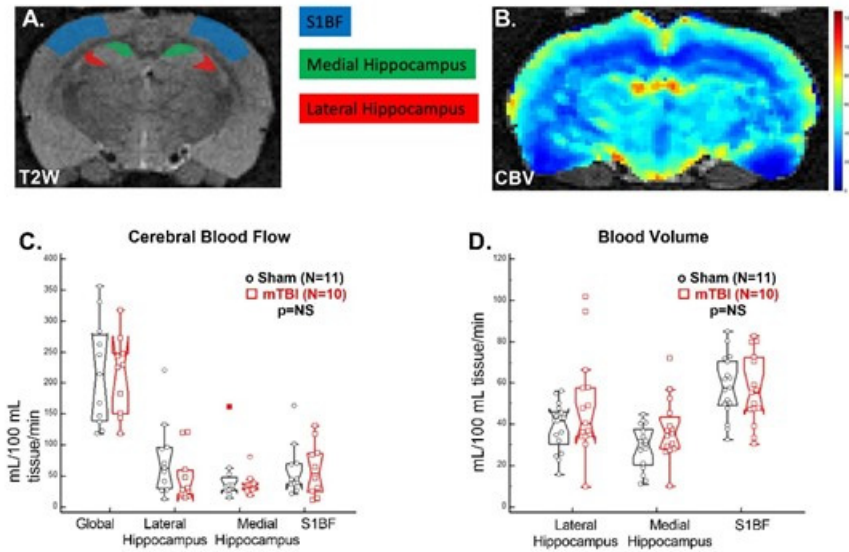 A.
T2W
S1BF
Medial Hippocampus
Lateral Hippocampus
B.
CBV
C.
Cerebral Blood Flow
Sham (N=11)
mTBI (N=10)
p=NS
mL/100 mL
tissue/min
400
350
300
250
200
150
100
50
0
Global
Lateral
Hippocampus
Medial
Hippocampus
S1BF
D.
Blood Volume
Sham (N=11)
mTBI (N=10)
p=NS
mL/100 mL tissue/min
120
100
80
60
40
20
0
Lateral
Hippocampus
Medial
Hippocampus
S1BF